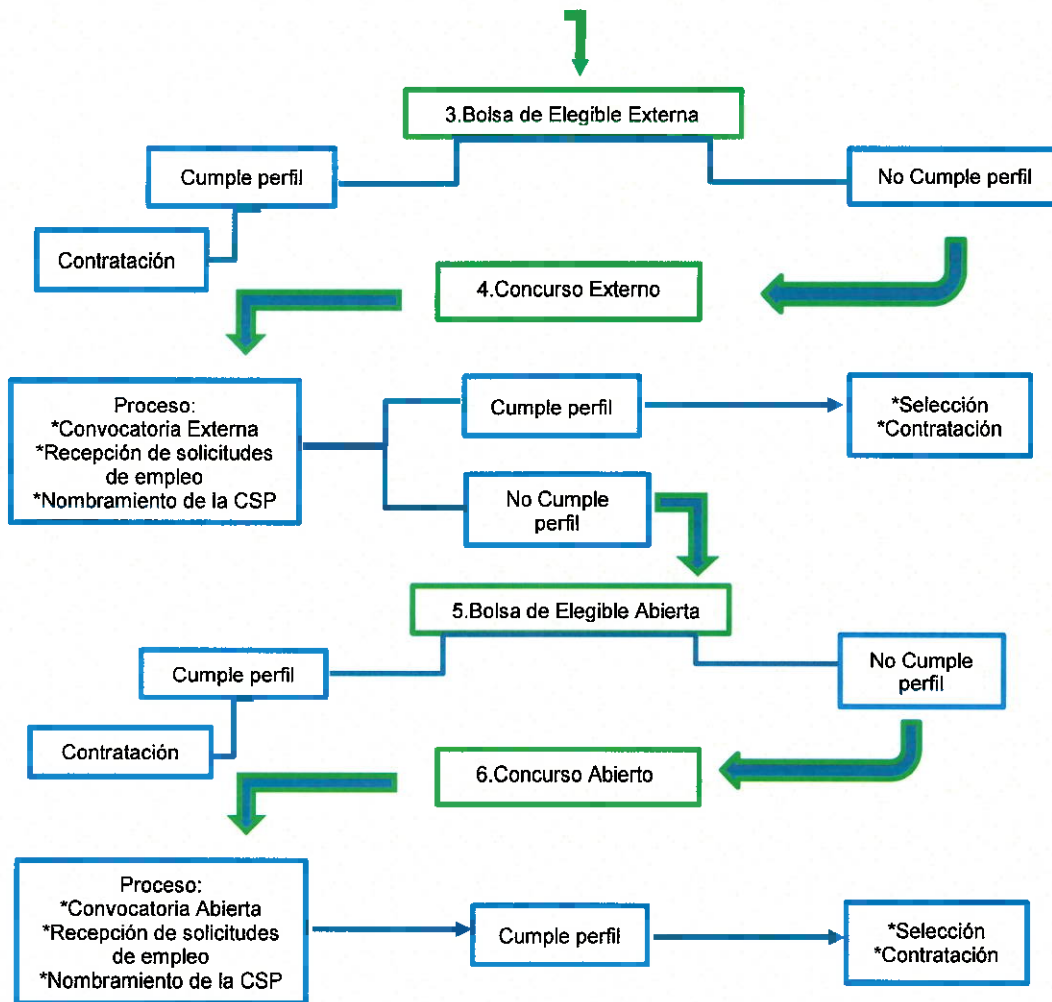 3.Bolsa de Elegible Externa
Cumple perfil
No Cumple perfil
Contratación
4.Concurso Externo
Proceso:
*Convocatoria Externa
*Recepción de solicitudes
de empleo
*Nombramiento de la CSP
Cumple perfil
*Selección
*Contratación
No Cumple
perfil
5.Bolsa de Elegible Abierta
Cumple perfil
No Cumple
perfil
Contratación
6.Concurso Abierto
Proceso:
*Convocatoria Abierta
*Recepción de solicitudes
de empleo
*Nombramiento de la CSP
Cumple perfil
*Selección
*Contratación